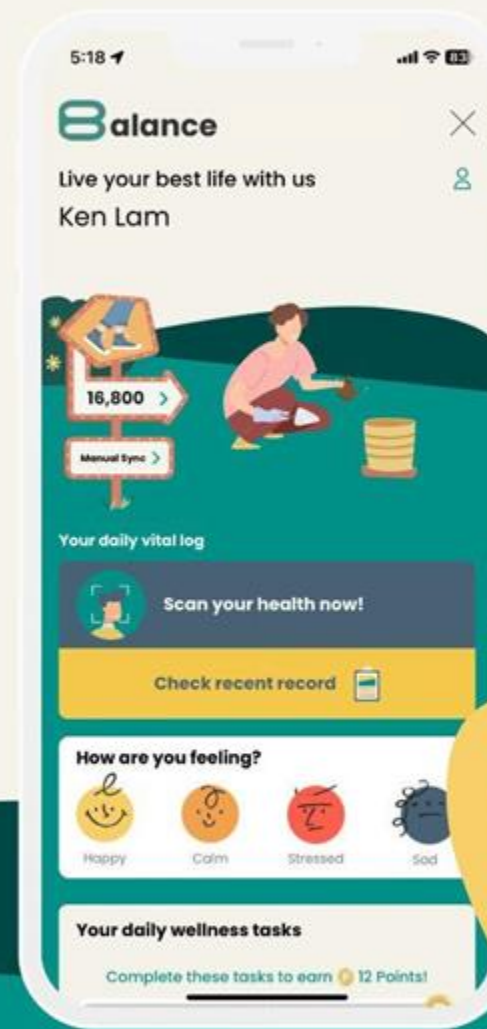 5:18
83
Balance
Live your best life with us
Ken Lam
16,800
Manual Sync
Your daily vital log
Scan your health now!
Check recent record
How are you feeling?
Happy Calm Stressed Sad
Your daily wellness tasks
Complete these tasks to earn P 12 Points!